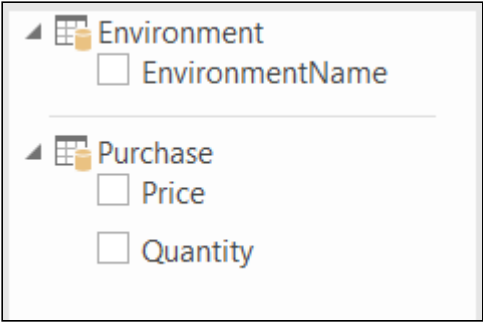 Environment
EnvironmentName
Purchase
Price
Quantity